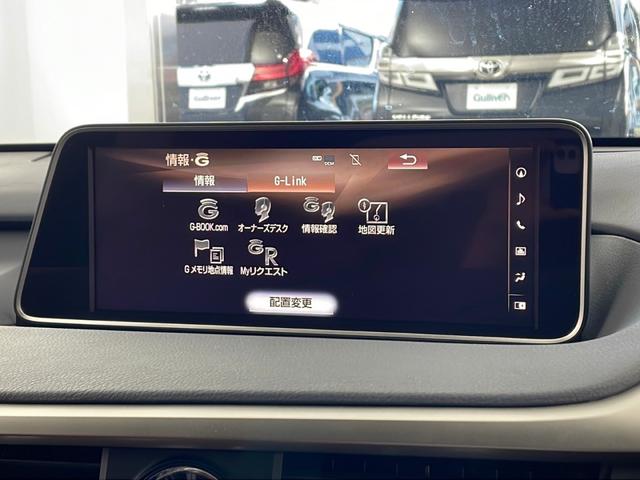 Gulliver
Gulliver
VELLFIRE
情報・G
DCM
情報
G-Link
G-BOOK.com
オーナーズデスク
情報確認
地図更新
Gメモリ地点情報
Myリクエスト
配置変更